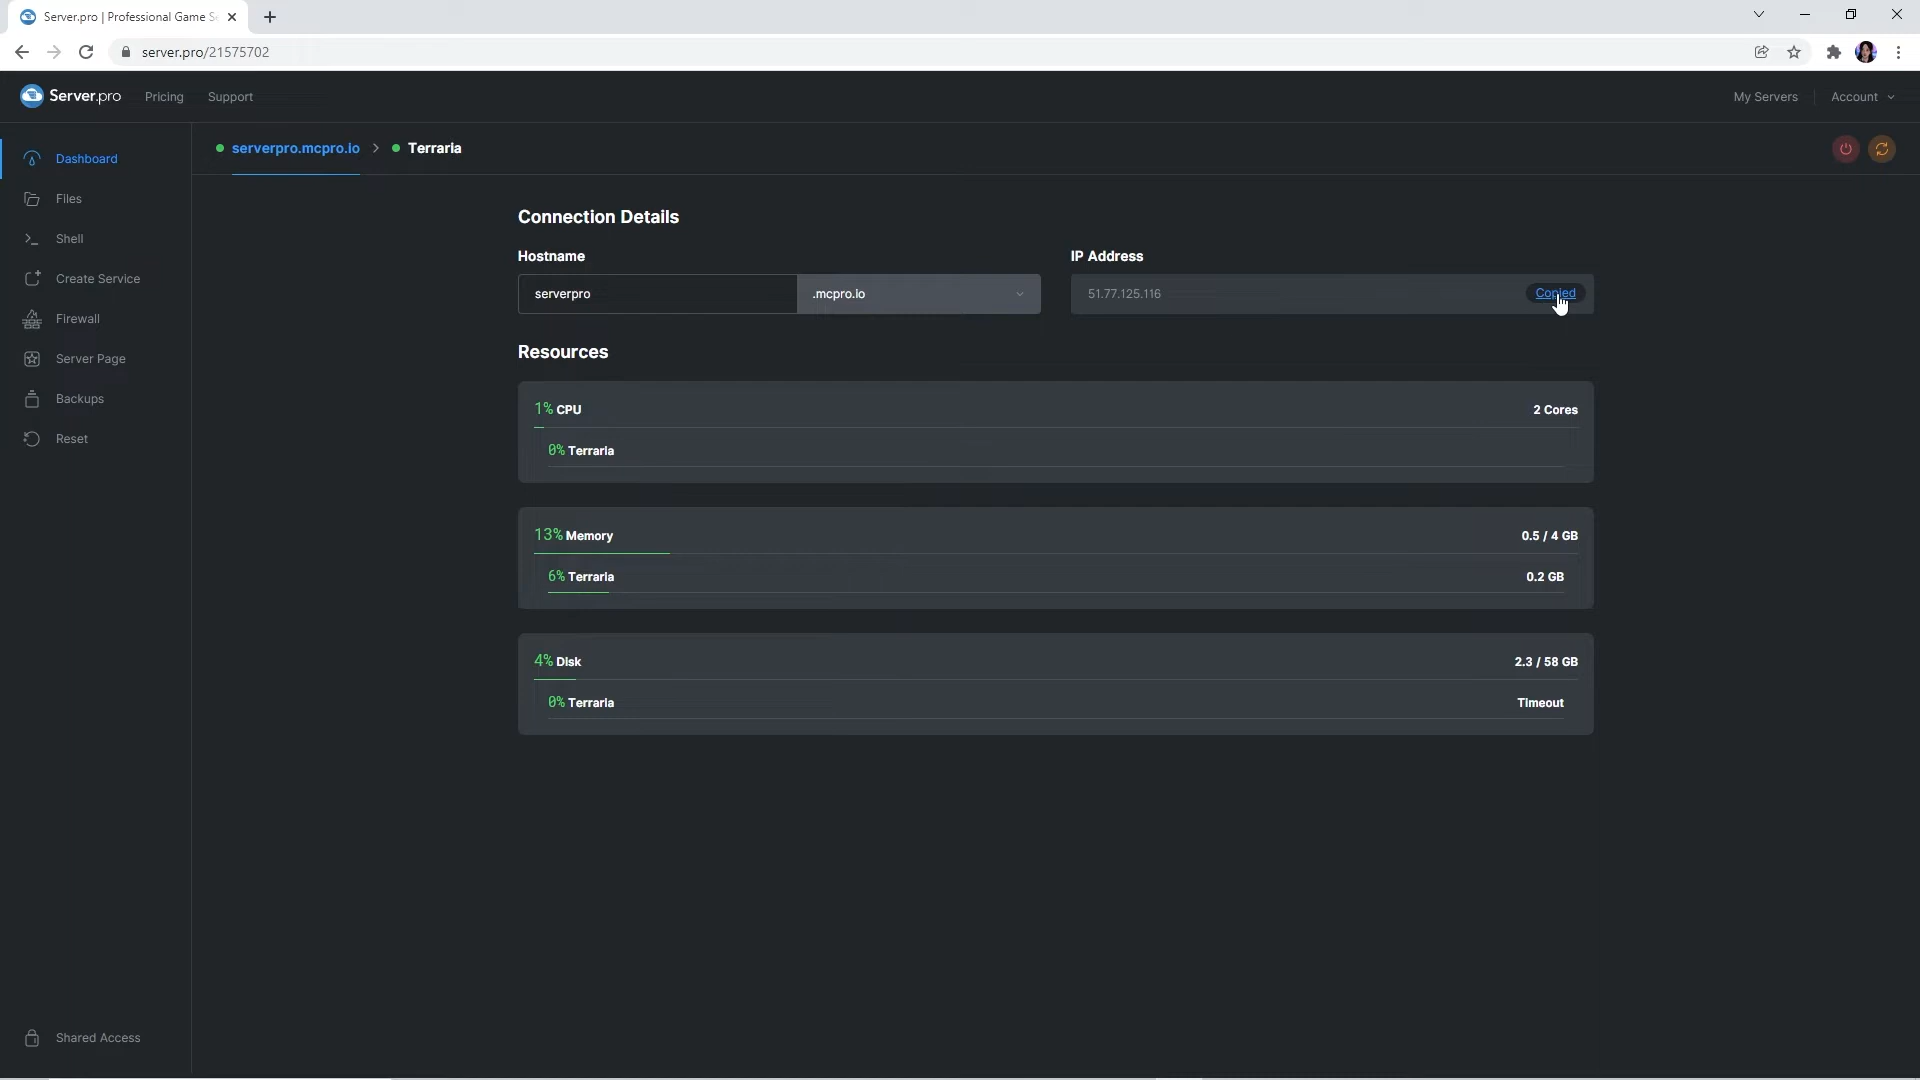 Server.pro | Professional Game S
server.pro/21575702
Server.pro
Pricing
Support
My Servers
Account
Dashboard
Files
Shell
Create Service
Firewall
Server Page
Backups
Reset
Shared Access
serverpro.mcpro.io > Terraria
Connection Details
Hostname
serverpro
.mcpro.io
IP Address
51.77.125.116
Copied
Resources
1% CPU
2 Cores
0% Terraria
13% Memory
0.5 / 4 GB
6% Terraria
0.2 GB
4% Disk
2.3 / 58 GB
0% Terraria
Timeout